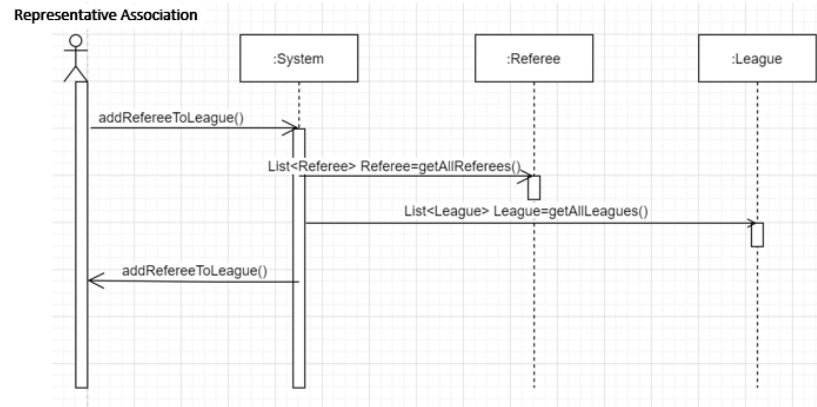 Representative Association
:System
:Referee
:League
addRefereeToLeague()
List<Referee> Referee=getAllReferees()
List<League> League=getAllLeagues()
addRefereeToLeague()